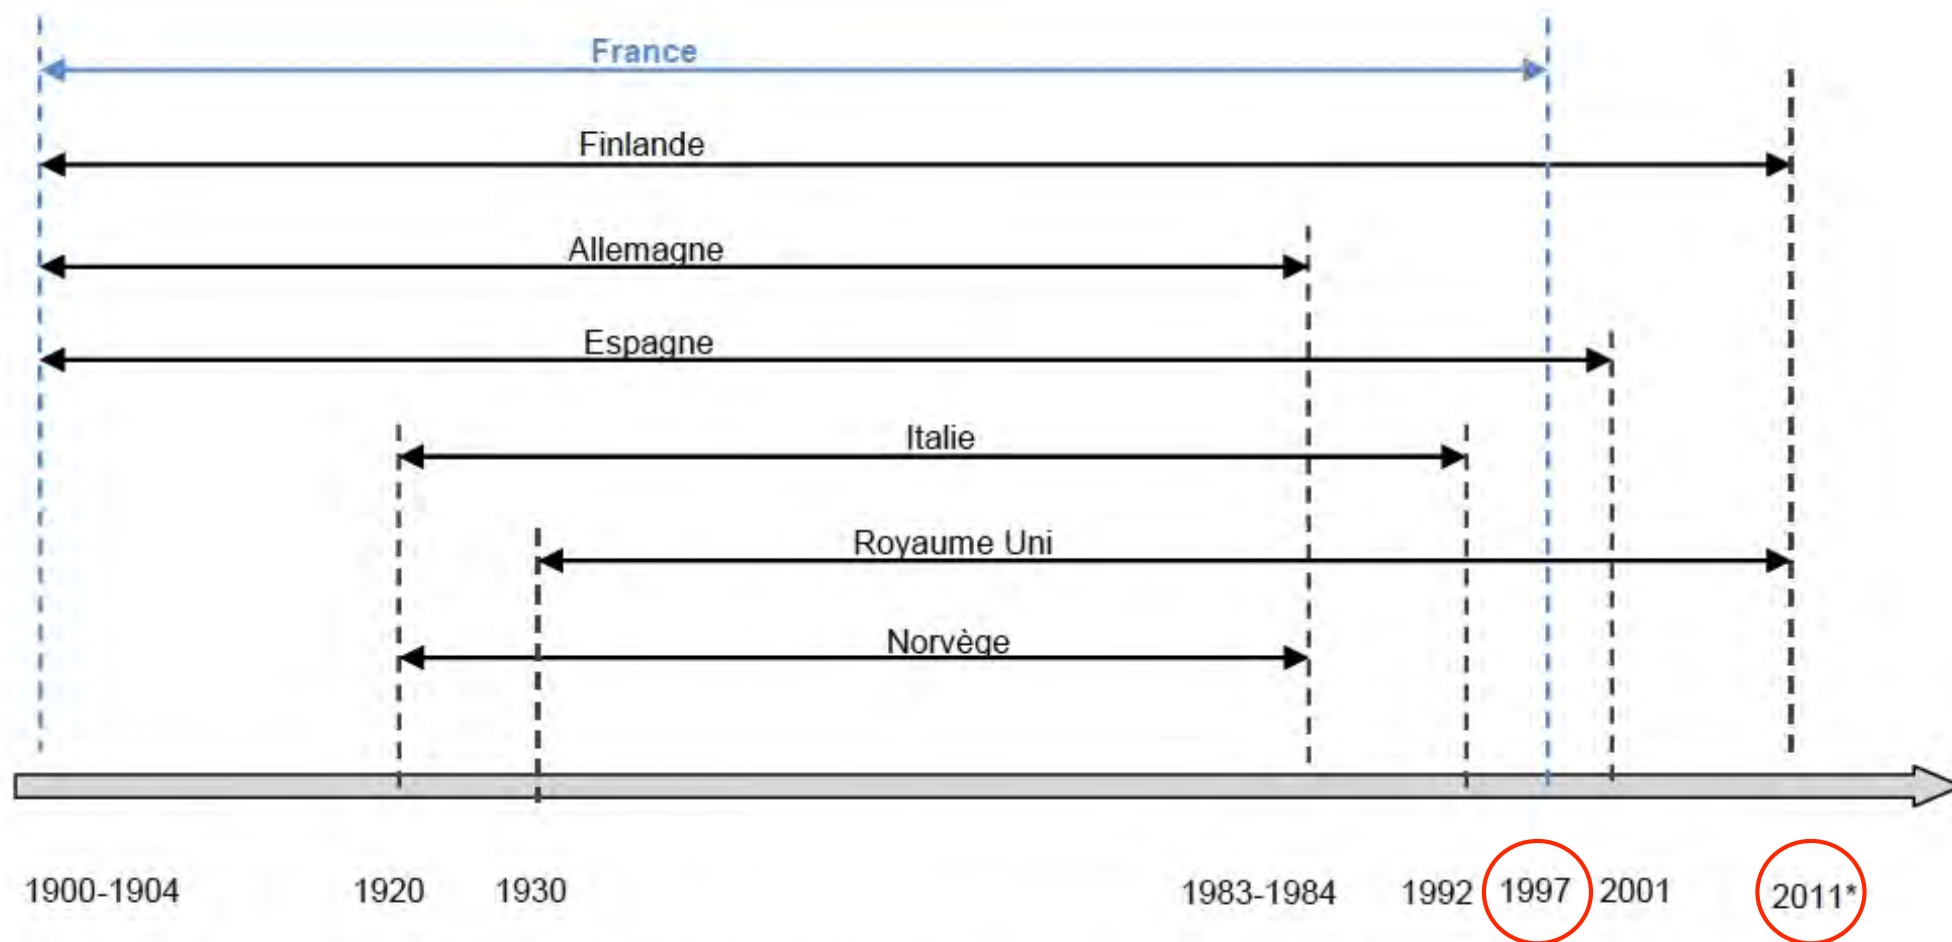 France
Finlande
Allemagne
Espagne
Italie
Royaume Uni
Norvège
1900-1904 1920 1930 1983-1984 1992 1997 2001 2011*